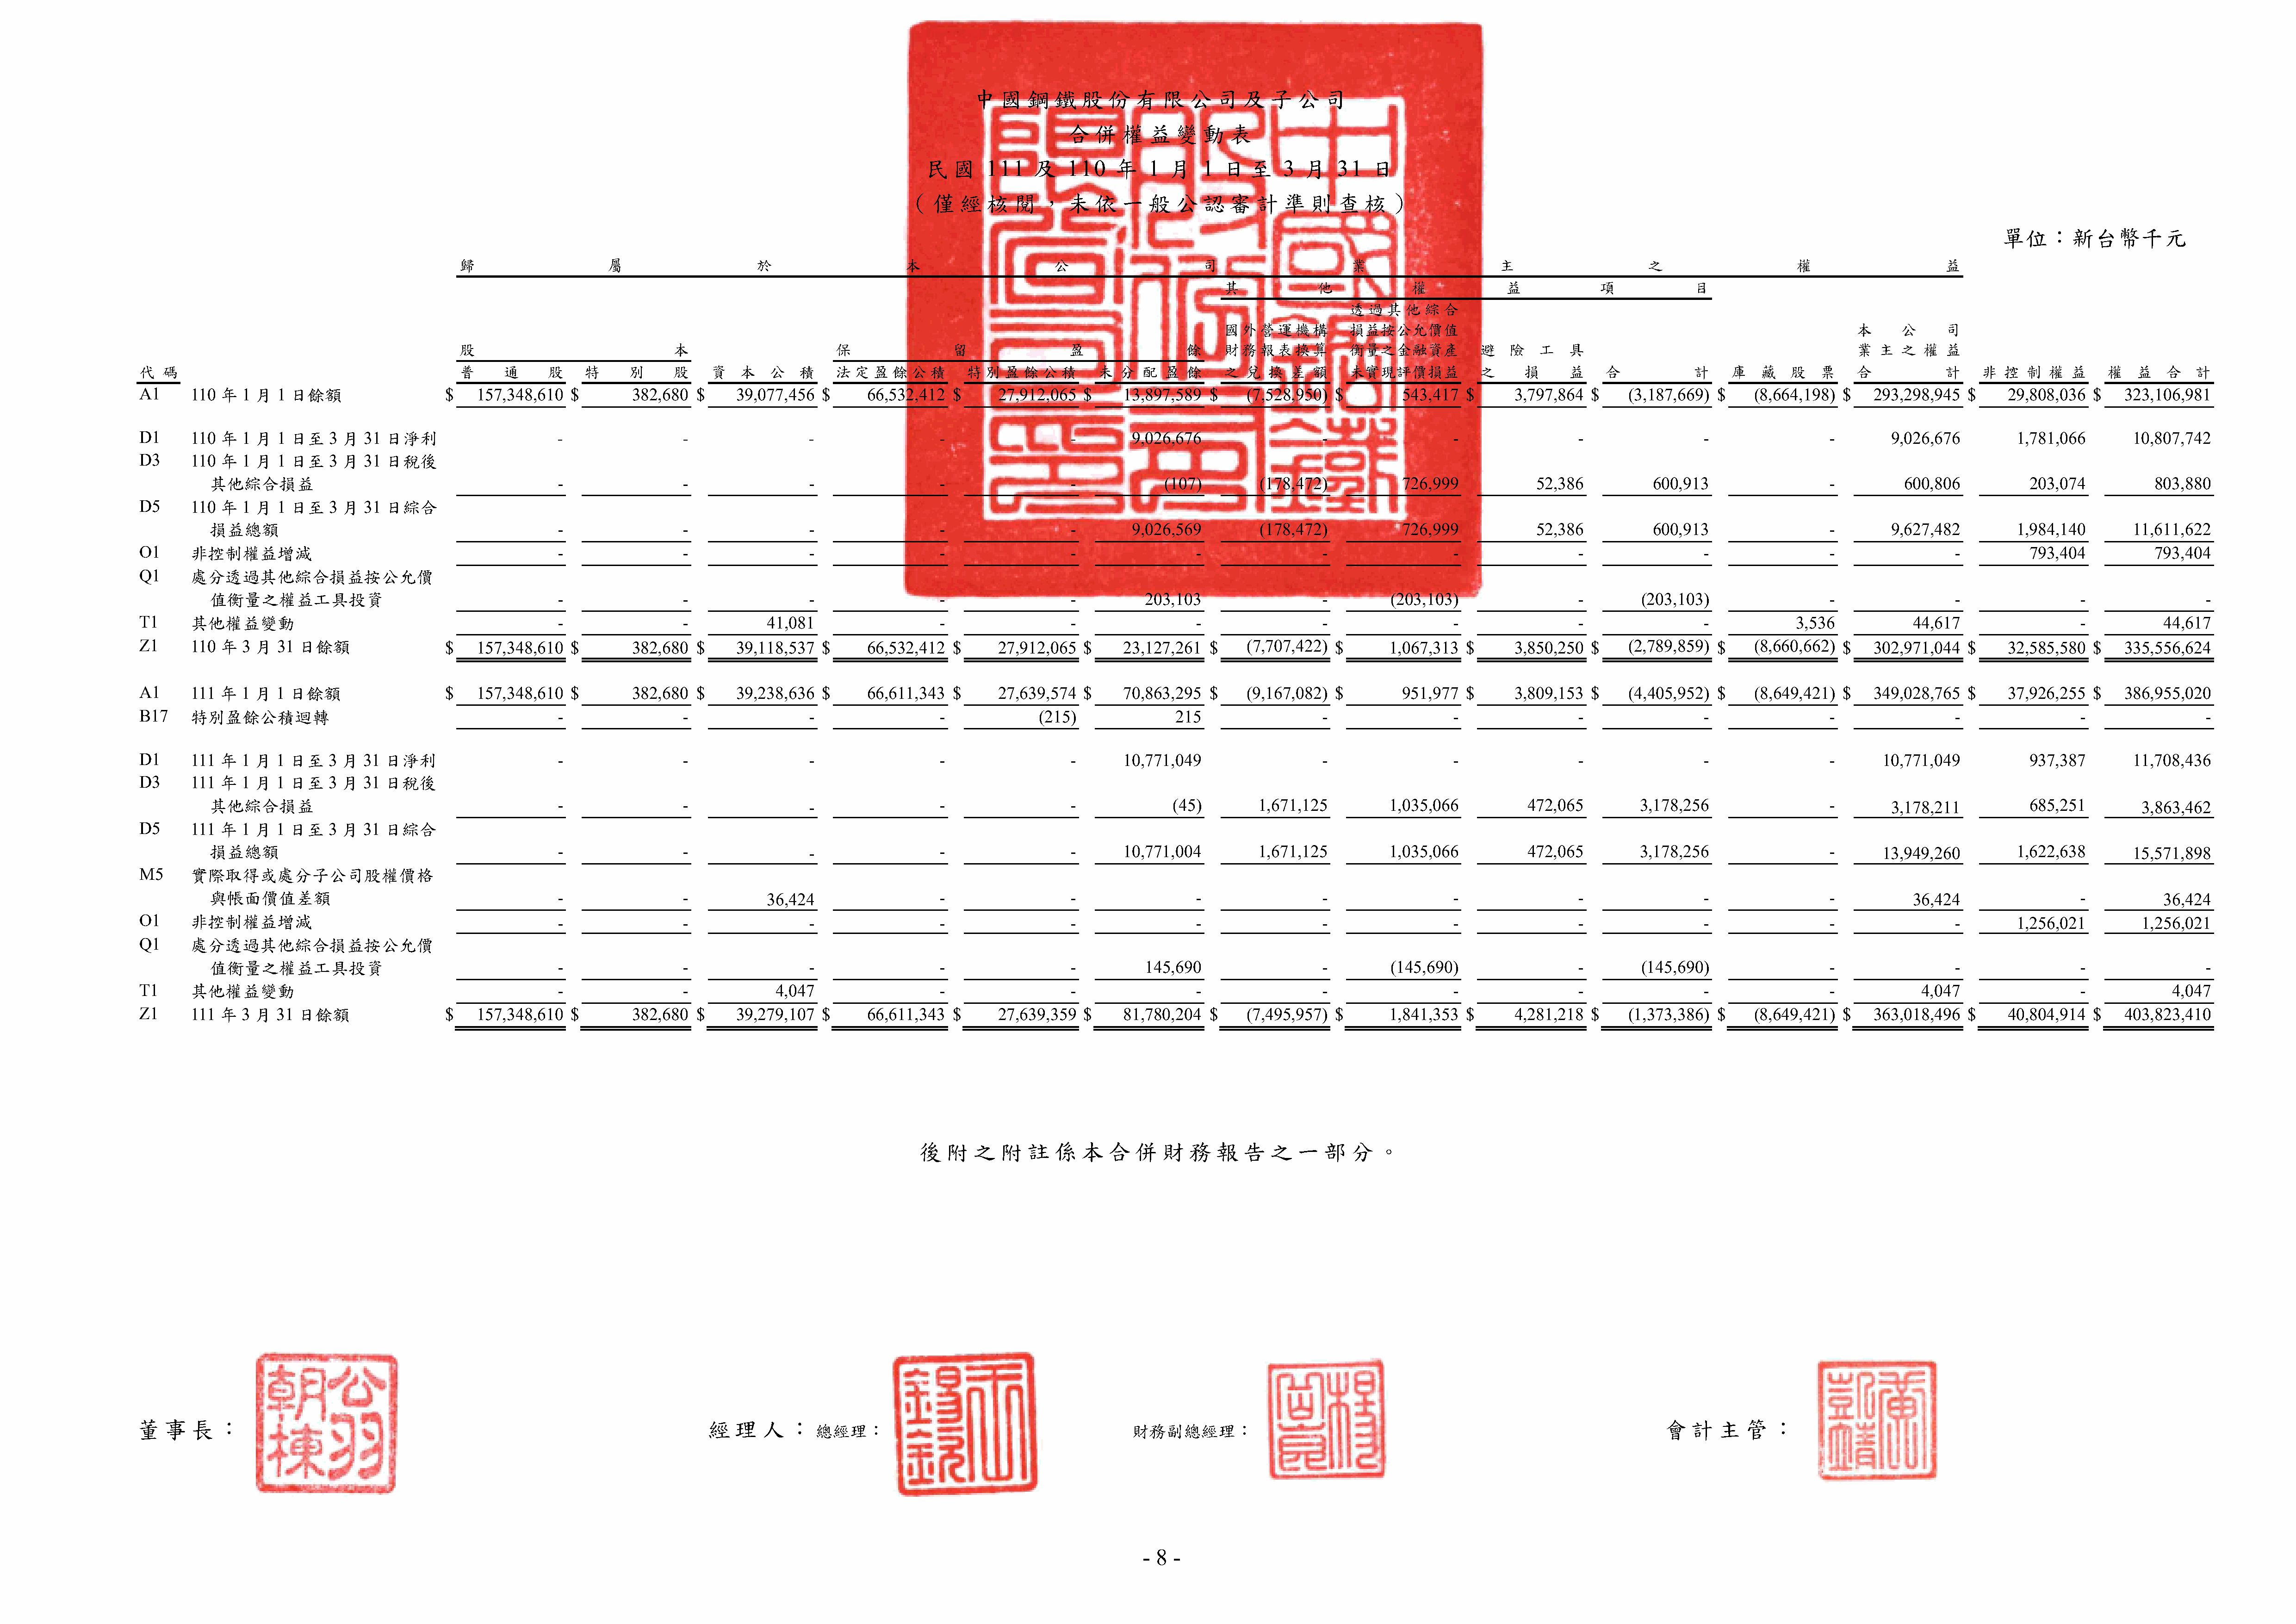 中國鋼鐵股份有限公司及子公司
合併權益變動表
民國 111 及 110 年 1 月 1 日至 3 月 31 日
（僅經核閱，未依一般公認審計準則查核）
單位：新台幣千元
歸 屬 於 本 公 司 業 主 之 權 益
其 他 權 益 項 目
透過其他綜合
國外營運機構 損益按公允價值 本 公 司
股 本 保 留 盈 餘 財務報表換算 衡量之金融資產 避 險 工 具 業 主 之 權 益
代 碼 普 通 股 特 別 股 資 本 公 積 法定盈餘公積 特別盈餘公積 未分配盈餘 之兌換差額 未實現評價損益 之 損 益 合 計 庫 藏 股 票 合 計 非控制權益 權 益 合 計
A1 110 年 1 月 1 日餘額 $ 157,348,610 $ 382,680 $ 39,077,456 $ 66,532,412 $ 27,912,065 $ 13,897,589 $ (7,528,950) $ 543,417 $ 3,797,864 $ (3,187,669) $ (8,664,198) $ 293,298,945 $ 29,808,036 $ 323,106,981
D1 110 年 1 月 1 日至 3 月 31 日淨利 - - - - - 9,026,676 - - - - - 9,026,676 1,781,066 10,807,742
D3 110 年 1 月 1 日至 3 月 31 日稅後
其他綜合損益 - - - - - (107) (178,472) 726,999 52,386 600,913 - 600,806 203,074 803,880
D5 110 年 1 月 1 日至 3 月 31 日綜合
損益總額 - - - - - 9,026,569 (178,472) 726,999 52,386 600,913 - 9,627,482 1,984,140 11,611,622
O1 非控制權益增減 - - - - - - - - - - - - 793,404 793,404
Q1 處分透過其他綜合損益按公允價
值衡量之權益工具投資 - - - - - 203,103 - (203,103) - (203,103) - - - -
T1 其他權益變動 - - 41,081 - - - - - - - 3,536 44,617 - 44,617
Z1 110 年 3 月 31 日餘額 $ 157,348,610 $ 382,680 $ 39,118,537 $ 66,532,412 $ 27,912,065 $ 23,127,261 $ (7,707,422) $ 1,067,313 $ 3,850,250 $ (2,789,859) $ (8,660,662) $ 302,971,044 $ 32,585,580 $ 335,556,624
A1 111 年 1 月 1 日餘額 $ 157,348,610 $ 382,680 $ 39,238,636 $ 66,611,343 $ 27,639,574 $ 70,863,295 $ (9,167,082) $ 951,977 $ 3,809,153 $ (4,405,952) $ (8,649,421) $ 349,028,765 $ 37,926,255 $ 386,955,020
B17 特別盈餘公積迴轉 - - - - (215) 215 - - - - - - - -
D1 111 年 1 月 1 日至 3 月 31 日淨利 - - - - - 10,771,049 - - - - - 10,771,049 937,387 11,708,436
D3 111 年 1 月 1 日至 3 月 31 日稅後
其他綜合損益 - - - - - (45) 1,671,125 1,035,066 472,065 3,178,256 - 3,178,211 685,251 3,863,462
D5 111 年 1 月 1 日至 3 月 31 日綜合
損益總額 - - - - - 10,771,004 1,671,125 1,035,066 472,065 3,178,256 - 13,949,260 1,622,638 15,571,898
M5 實際取得或處分子公司股權價格
與帳面價值差額 - - 36,424 - - - - - - - - 36,424 - 36,424
O1 非控制權益增減 - - - - - - - - - - - - 1,256,021 1,256,021
Q1 處分透過其他綜合損益按公允價
值衡量之權益工具投資 - - - - - 145,690 - (145,690) - (145,690) - - - -
T1 其他權益變動 - - 4,047 - - - - - - - - 4,047 - 4,047
Z1 111 年 3 月 31 日餘額 $ 157,348,610 $ 382,680 $ 39,279,107 $ 66,611,343 $ 27,639,359 $ 81,780,204 $ (7,495,957) $ 1,841,353 $ 4,281,218 $ (1,373,386) $ (8,649,421) $ 363,018,496 $ 40,804,914 $ 403,823,410
後附之附註係本合併財務報告之一部分。
董事長： 翁朝棟 經理人：總經理： 王錫欽 財務副總經理： 會計主管：
- 8 -